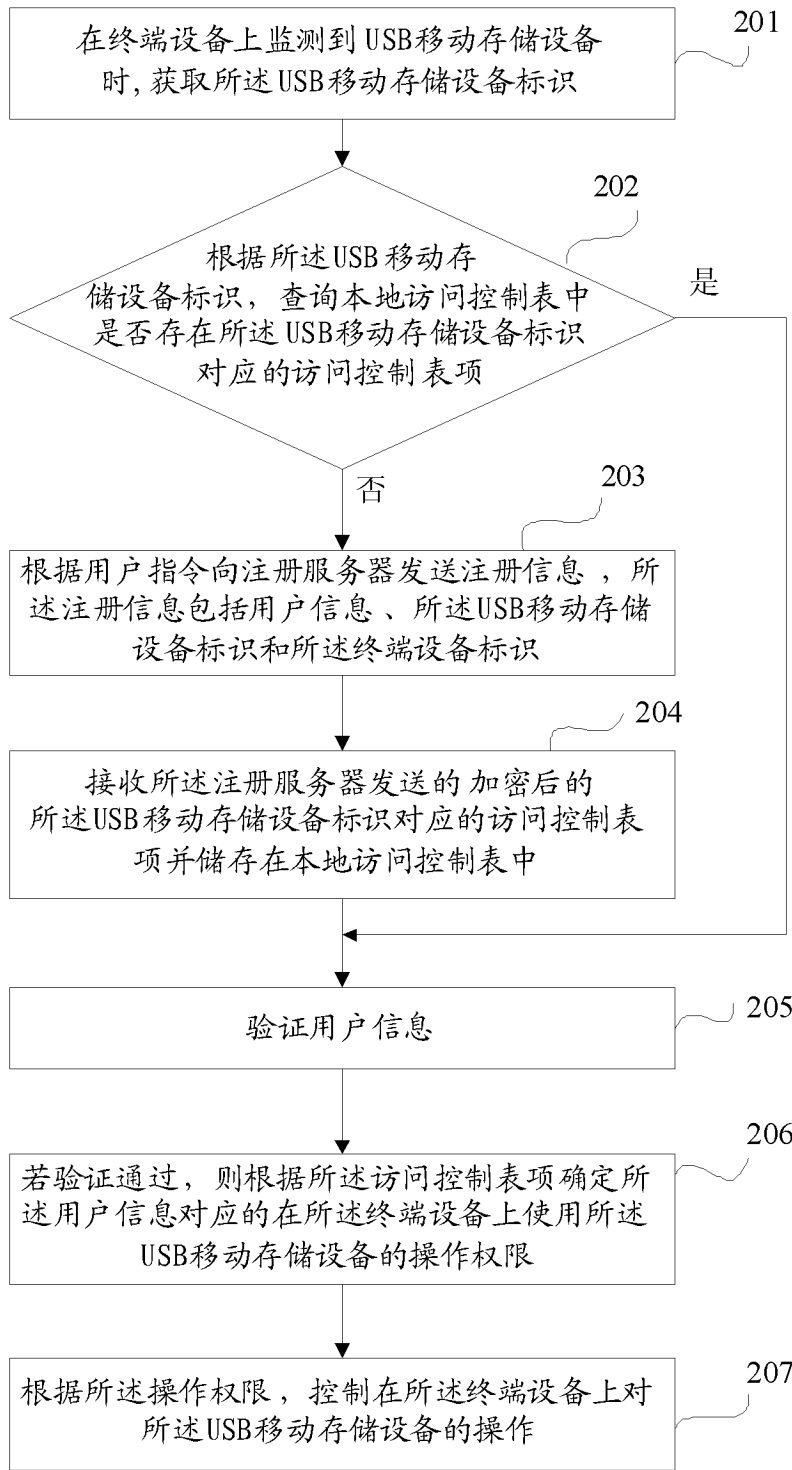 在终端设备上监测到USB移动存储设备
时,获取所述USB移动存储设备标识
201
202
根据所述USB移动存
储设备标识，查询本地访问控制表中
是否存在所述USB移动存储设备标识
对应的访问控制表项
是
否
203
根据用户指令向注册服务器发送注册信息，所
述注册信息包括用户信息、所述USB移动存储
设备标识和所述终端设备标识
204
接收所述注册服务器发送的加密后的
所述USB移动存储设备标识对应的访问控制表
项并储存在本地访问控制表中
验证用户信息
205
206
若验证通过，则根据所述访问控制表项确定所
述用户信息对应的在所述终端设备上使用所述
USB移动存储设备的操作权限
207
根据所述操作权限，控制在所述终端设备上对
所述USB移动存储设备的操作